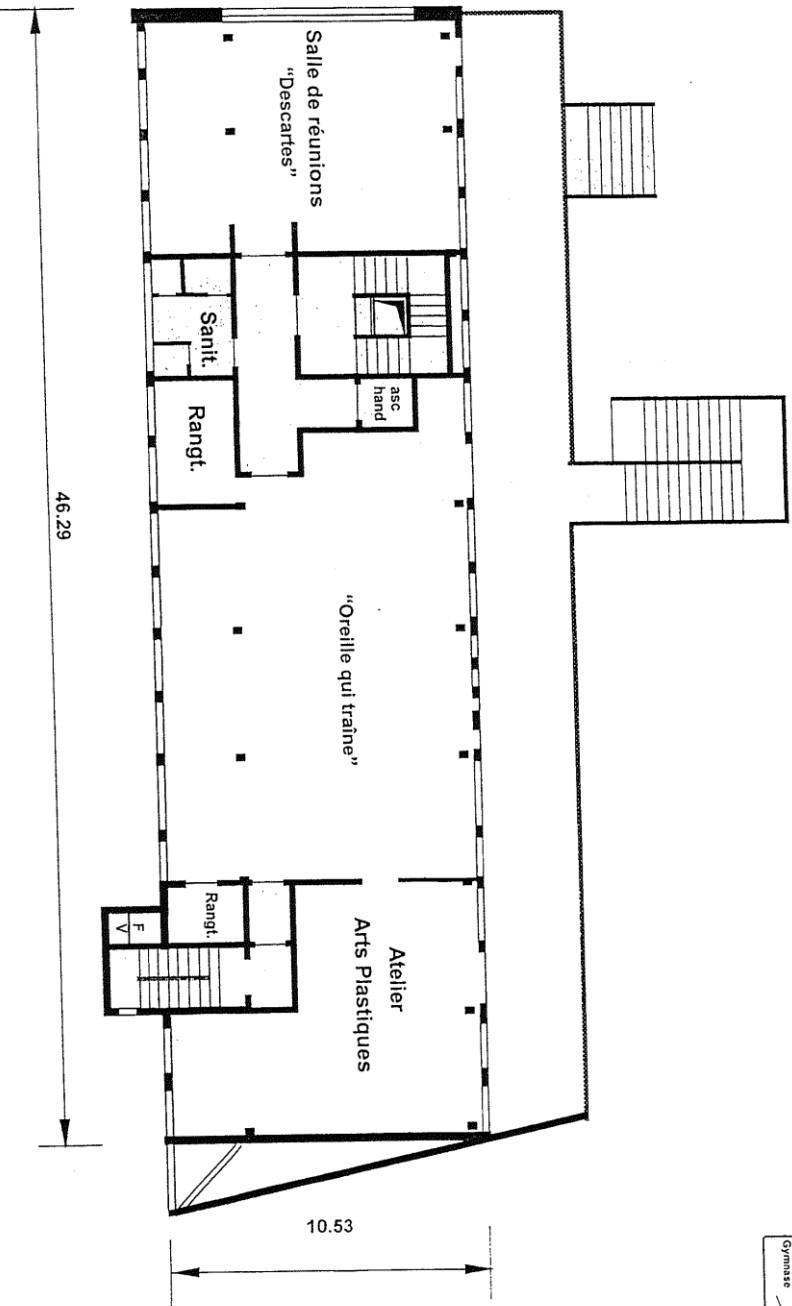 Salle de réunions
"Descartes"
Sanit.
Rangt.
asc
hand
46.29
"Oreille qui traîne"
Rangt.
F
V
Atelier
Arts Plastiques
10.53
Gymnase